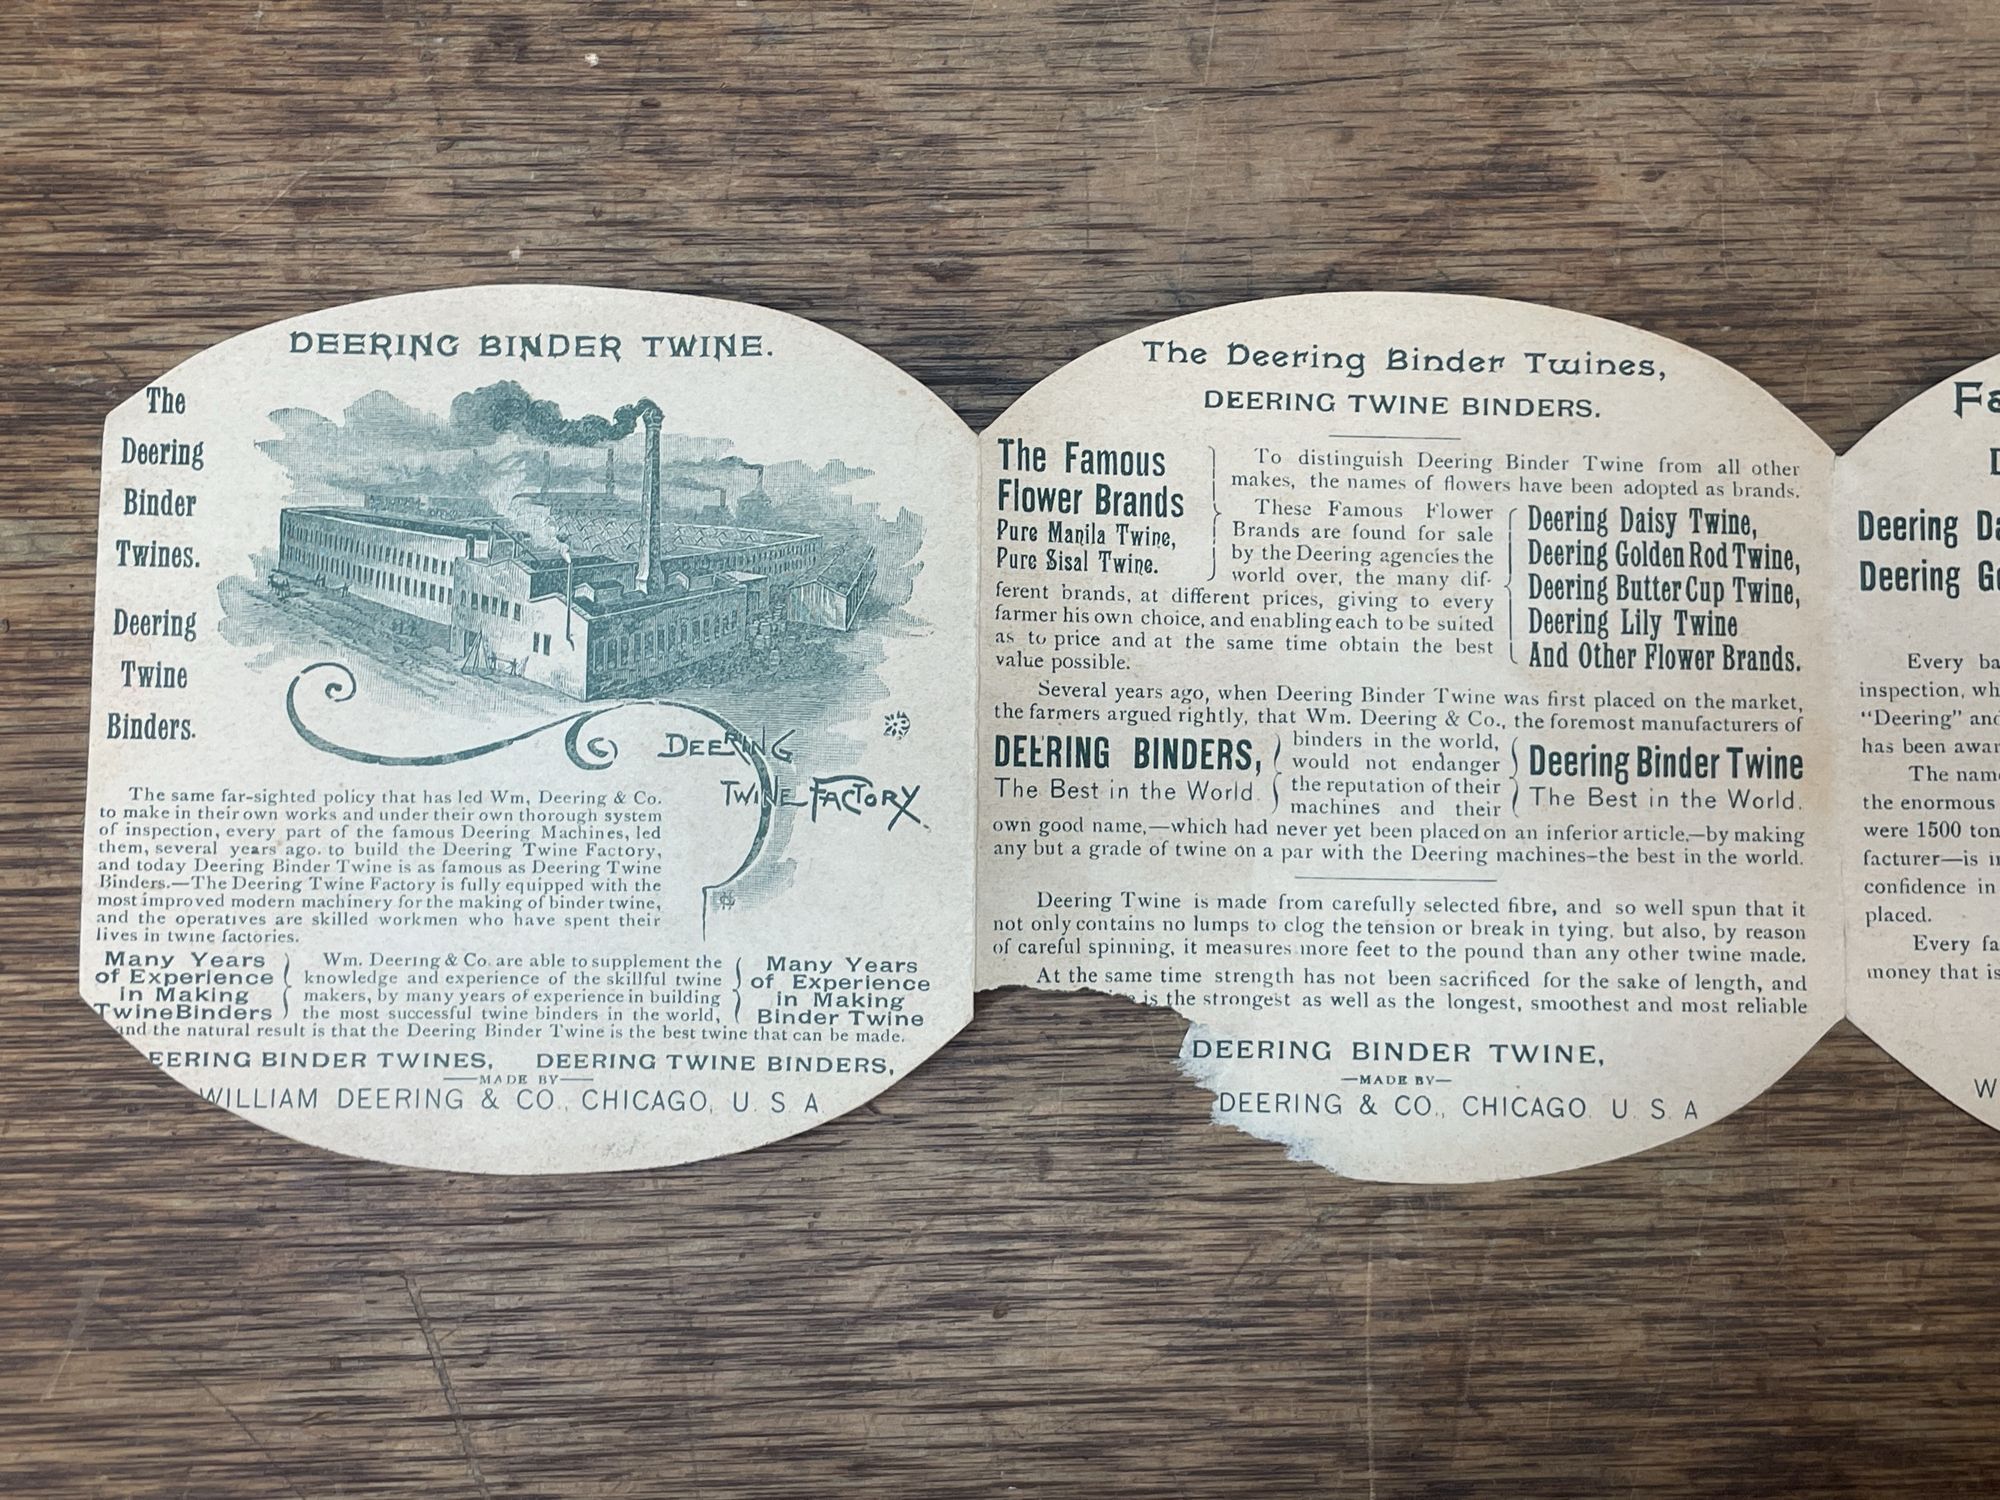 DEERING BINDER TWINE.
The
Deering
Binder
Twines.
Deering
Twine
Binders.
DEERING
TWINE FACTORY
The same far-sighted policy that has led Wm, Deering & Co.
to make in their own works and under their own thorough system
of inspection, every part of the famous Deering Machines, led
them, several years ago. to build the Deering Twine Factory,
and today Deering Binder Twine is as famous as Deering Twine
Binders.—The Deering Twine Factory is fully equipped with the
most improved modern machinery for the making of binder twine,
and the operatives are skilled workmen who have spent their
lives in twine factories.
Many Years
of Experience
in Making
Twine Binders
Wm. Deering & Co. are able to supplement the
knowledge and experience of the skillful twine
makers, by many years of experience in building
the most successful twine binders in the world,
Many Years
of Experience
in Making
Binder Twine
and the natural result is that the Deering Binder Twine is the best twine that can be made.
EERING BINDER TWINES, DEERING TWINE BINDERS,
—MADE BY—
WILLIAM DEERING & CO., CHICAGO, U. S. A.
The Deering Binder Twines,
DEERING TWINE BINDERS.
The Famous
Flower Brands
Pure Manila Twine,
Pure Sisal Twine.
To distinguish Deering Binder Twine from all other
makes, the names of flowers have been adopted as brands.
These Famous Flower
Brands are found for sale
by the Deering agencies the
world over, the many dif-
ferent brands, at different prices, giving to every
farmer his own choice, and enabling each to be suited
as to price and at the same time obtain the best
value possible.
Deering Daisy Twine,
Deering Golden Rod Twine,
Deering Butter Cup Twine,
Deering Lily Twine
And Other Flower Brands.
Several years ago, when Deering Binder Twine was first placed on the market,
the farmers argued rightly, that Wm. Deering & Co., the foremost manufacturers of
DEERING BINDERS,
The Best in the World.
binders in the world,
would not endanger
the reputation of their
machines and their
Deering Binder Twine
The Best in the World.
own good name,—which had never yet been placed on an inferior article,—by making
any but a grade of twine on a par with the Deering machines—the best in the world.
Deering Twine is made from carefully selected fibre, and so well spun that it
not only contains no lumps to clog the tension or break in tying, but also, by reason
of careful spinning, it measures more feet to the pound than any other twine made.
At the same time strength has not been sacrificed for the sake of length, and
is the strongest as well as the longest, smoothest and most reliable
DEERING BINDER TWINE,
—MADE BY—
DEERING & CO., CHICAGO. U. S. A
Fa
D
Deering Da
Deering Go
Every ba
inspection, wh
“Deering” and
has been awar
The name
the enormous
were 1500 ton
facturer—is in
confidence in
placed.
Every fa
money that is
W